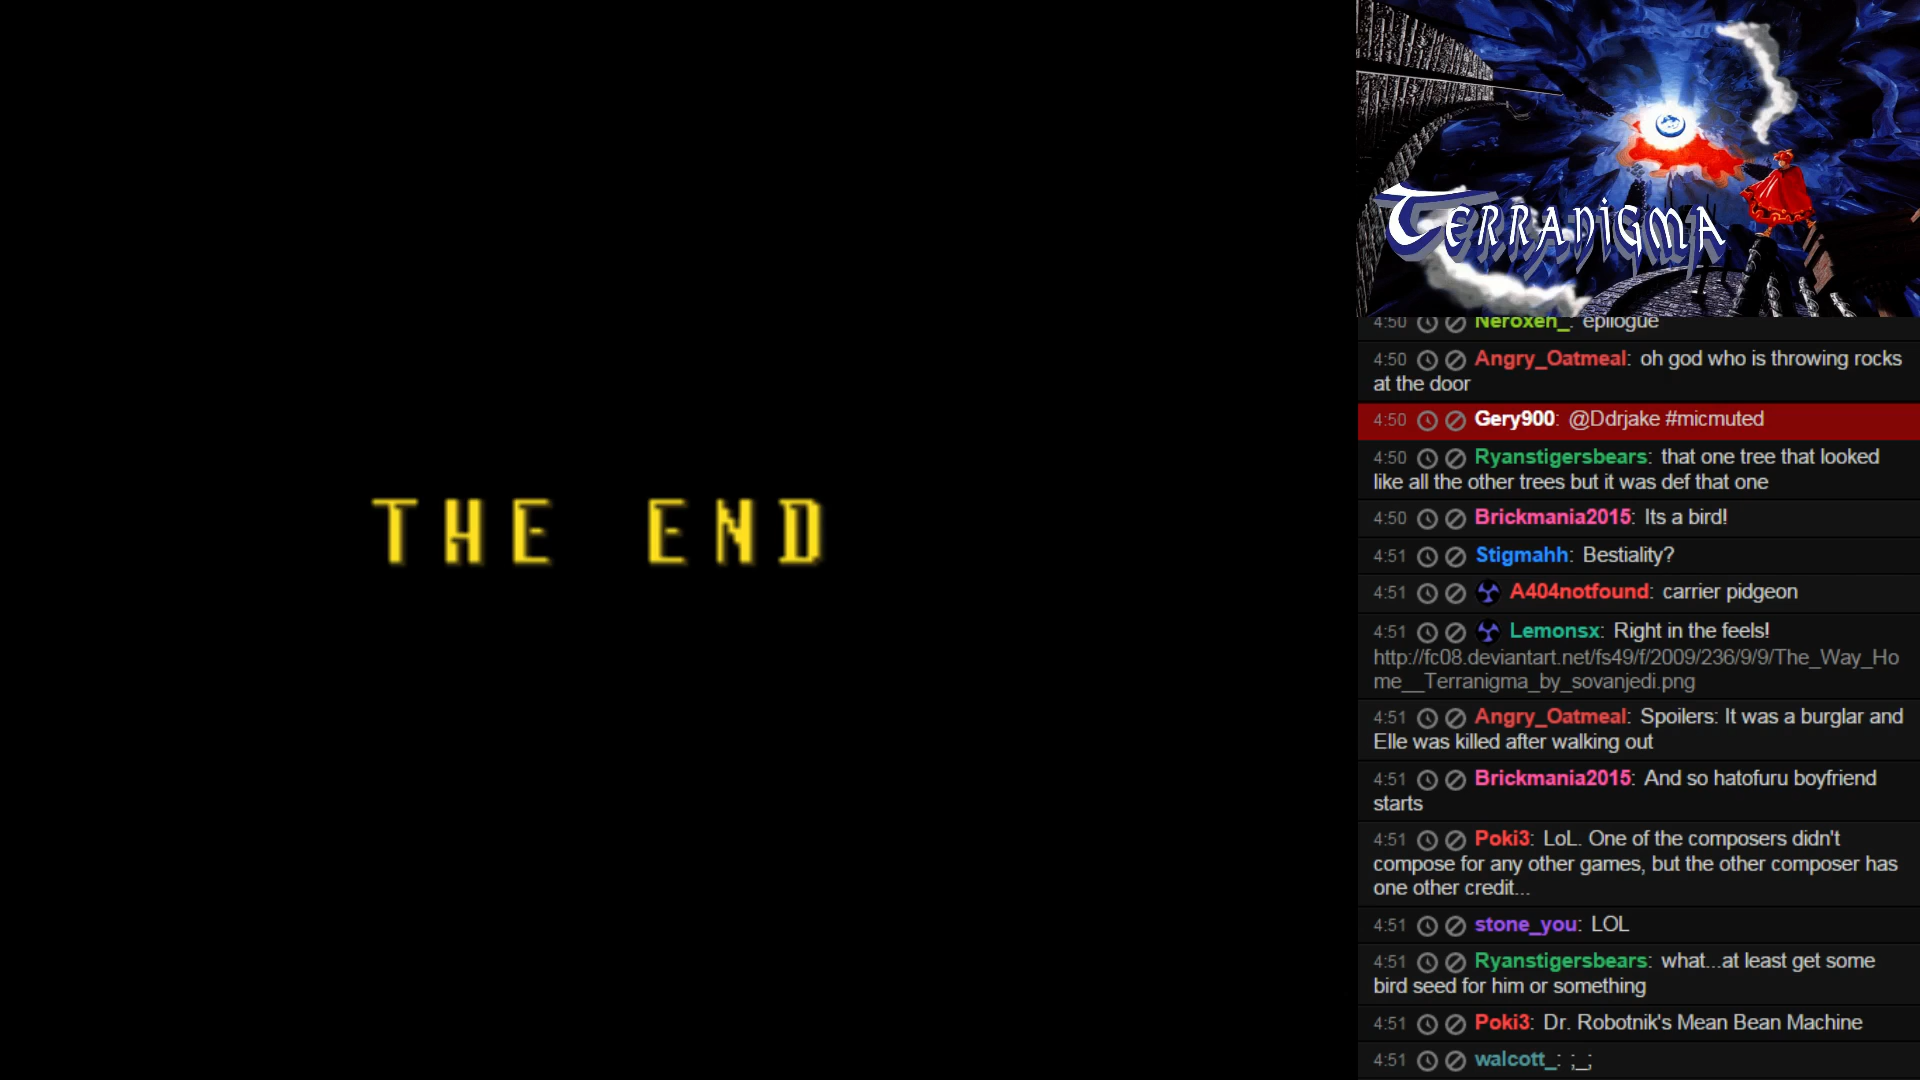 THE END
TERRANIGMA
4:50 Neroxen_: epilogue
4:50 Angry_Oatmeal: oh god who is throwing rocks
at the door
4:50 Gery900: @Ddrjake #micmuted
4:50 Ryanstigersbears: that one tree that looked
like all the other trees but it was def that one
4:50 Brickmania2015: Its a bird!
4:51 Stigmahh: Bestiality?
4:51 A404notfound: carrier pidgeon
4:51 Lemonsx: Right in the feels!
http://fc08.deviantart.net/fs49/f/2009/236/9/9/The_Way_Ho
me__Terranigma_by_sovanjedi.png
4:51 Angry_Oatmeal: Spoilers: It was a burglar and
Elle was killed after walking out
4:51 Brickmania2015: And so hatofuru boyfriend
starts
4:51 Poki3: LoL. One of the composers didn't
compose for any other games, but the other composer has
one other credit...
4:51 stone_you: LOL
4:51 Ryanstigersbears: what...at least get some
bird seed for him or something
4:51 Poki3: Dr. Robotnik's Mean Bean Machine
4:51 walcott_: ;_;